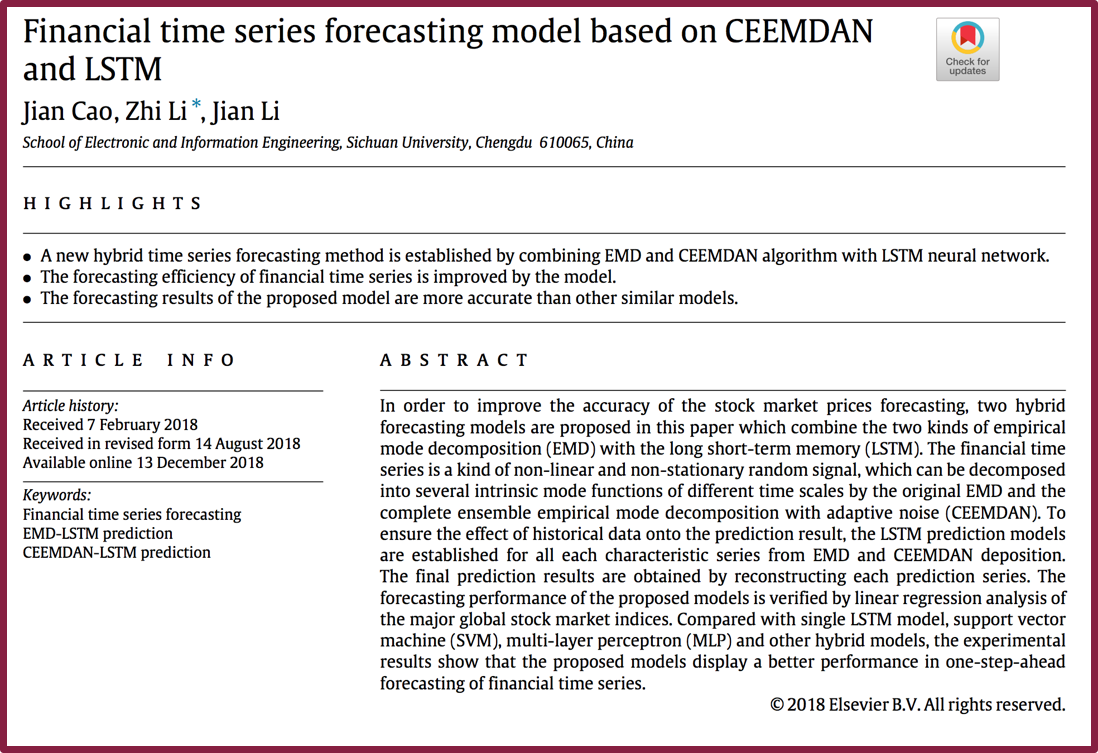 Financial time series forecasting model based on CEEMDAN
and LSTM
Check for
updates
Jian Cao, Zhi Li *, Jian Li
School of Electronic and Information Engineering, Sichuan University, Chengdu 610065, China
HIGHLIGHTS
• A new hybrid time series forecasting method is established by combining EMD and CEEMDAN algorithm with LSTM neural network.
• The forecasting efficiency of financial time series is improved by the model.
• The forecasting results of the proposed model are more accurate than other similar models.
ARTICLE INFO
Article history:
Received 7 February 2018
Received in revised form 14 August 2018
Available online 13 December 2018
Keywords:
Financial time series forecasting
EMD-LSTM prediction
CEEMDAN-LSTM prediction
ABSTRACT
In order to improve the accuracy of the stock market prices forecasting, two hybrid
forecasting models are proposed in this paper which combine the two kinds of empirical
mode decomposition (EMD) with the long short-term memory (LSTM). The financial time
series is a kind of non-linear and non-stationary random signal, which can be decomposed
into several intrinsic mode functions of different time scales by the original EMD and the
complete ensemble empirical mode decomposition with adaptive noise (CEEMDAN). To
ensure the effect of historical data onto the prediction result, the LSTM prediction models
are established for all each characteristic series from EMD and CEEMDAN deposition.
The final prediction results are obtained by reconstructing each prediction series. The
forecasting performance of the proposed models is verified by linear regression analysis of
the major global stock market indices. Compared with single LSTM model, support vector
machine (SVM), multi-layer perceptron (MLP) and other hybrid models, the experimental
results show that the proposed models display a better performance in one-step-ahead
forecasting of financial time series.
© 2018 Elsevier B.V. All rights reserved.